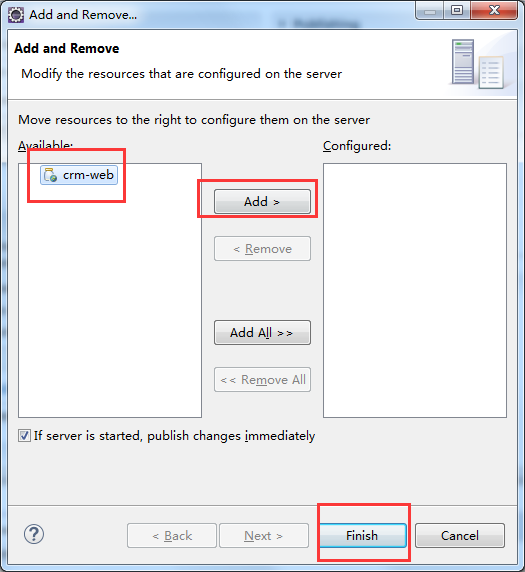 Add and Remove...
Publishing
Add and Remove
Modify the resources that are configured on the server
Move resources to the right to configure them on the server
Available:
Configured:
crm-web
Add >
< Remove
Add All >>
<< Remove All
If server is started, publish changes immediately
?
< Back
Next >
Finish
Cancel